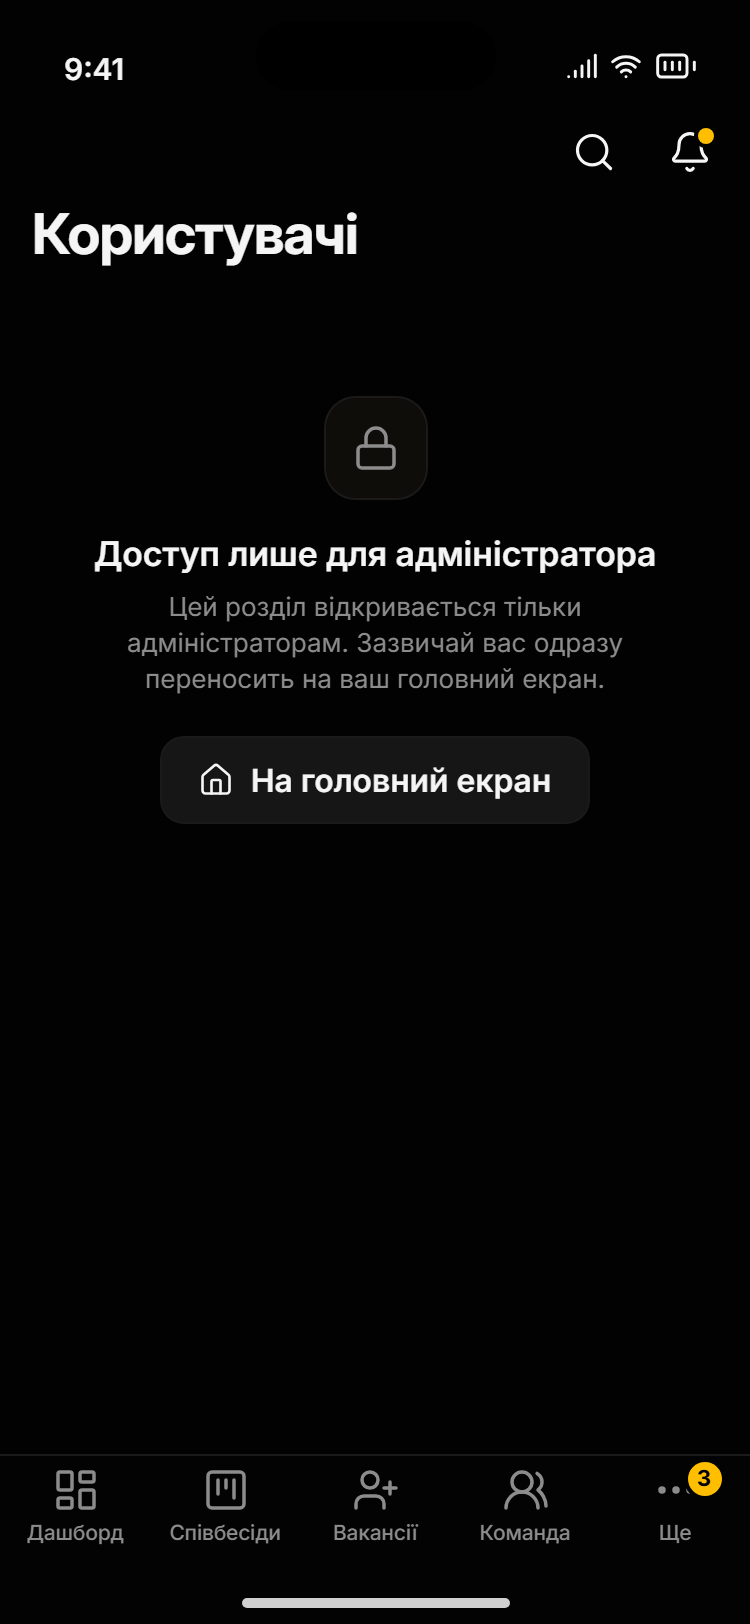 9:41
Користувачі
Доступ лише для адміністратора
Цей розділ відкривається тільки
адміністраторам. Зазвичай вас одразу
переносить на ваш головний екран.
На головний екран
3
Дашборд
Співбесіди
Вакансії
Команда
Ще